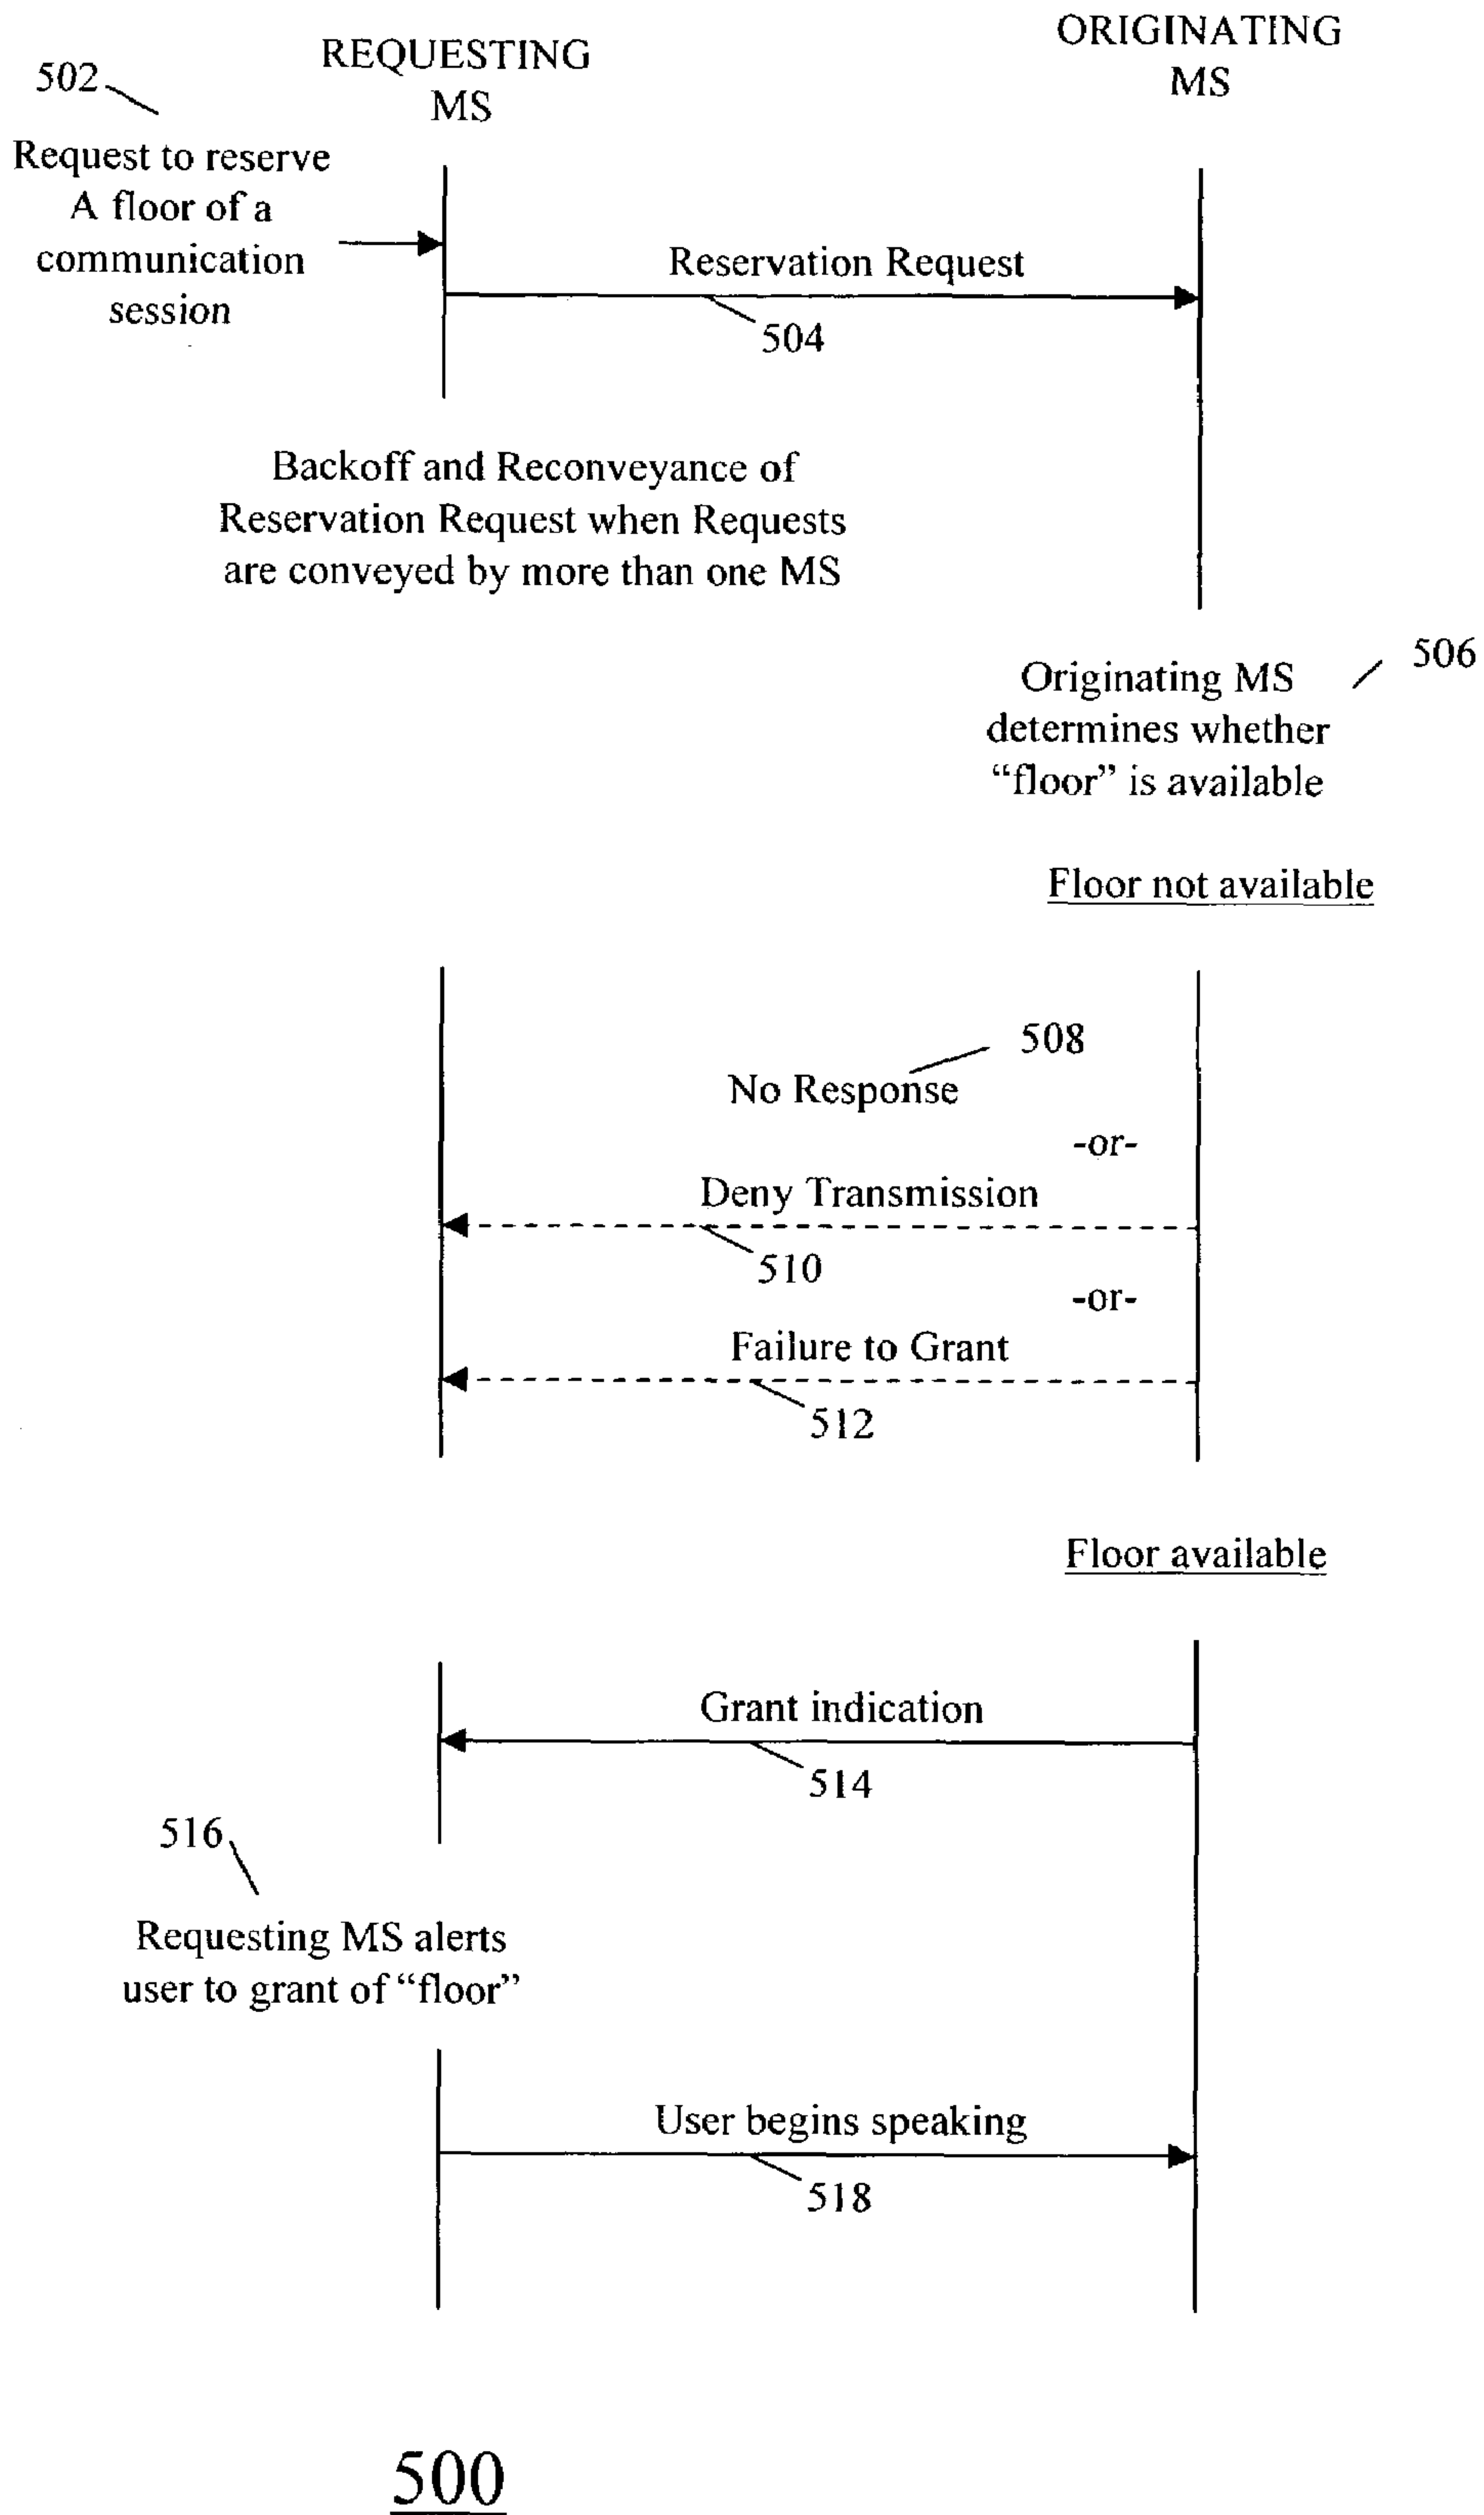 REQUESTING
MS
ORIGINATING
MS
502
Request to reserve
A floor of a
communication
session
Reservation Request
504
Backoff and Reconveyance of
Reservation Request when Requests
are conveyed by more than one MS
506
Originating MS
determines whether
“floor” is available
Floor not available
508
No Response
-or-
Deny Transmission
510
-or-
Failure to Grant
512
Floor available
Grant indication
514
516
Requesting MS alerts
user to grant of “floor”
User begins speaking
518
500